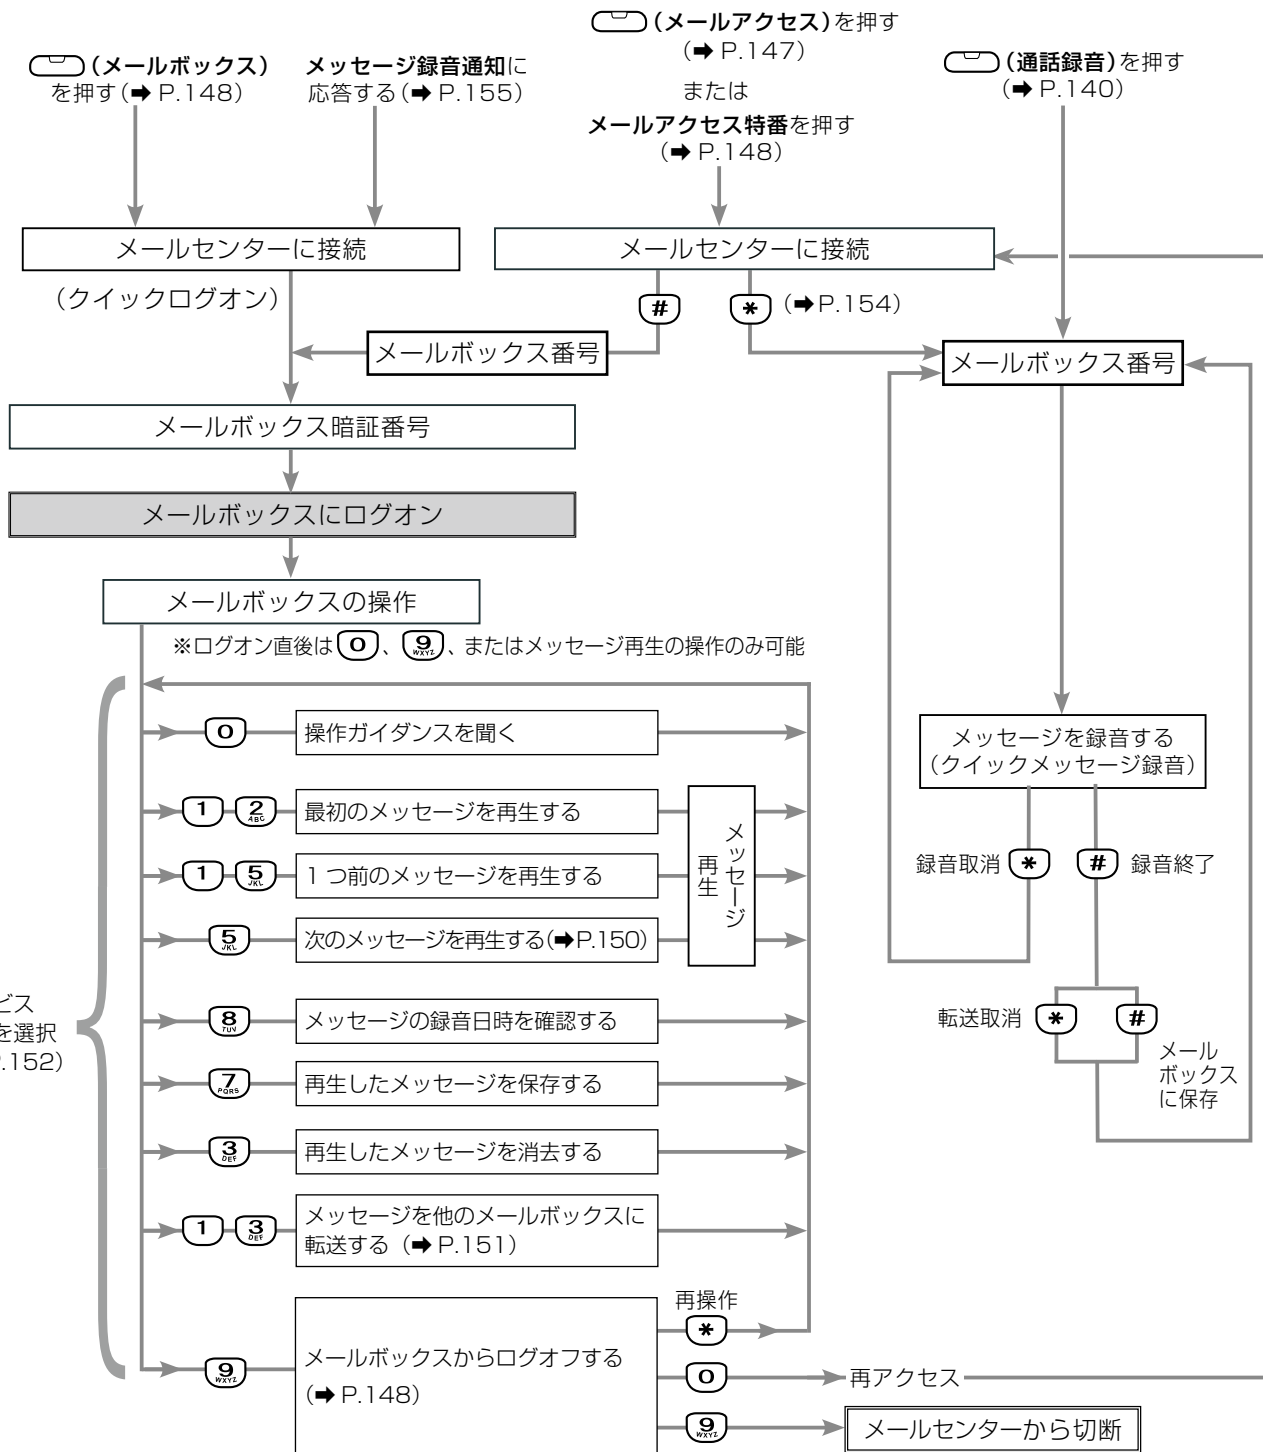 (メールアクセス)を押す
(➡ P.147)
または
メールアクセス特番を押す
(➡ P.148)
(メールボックス)
を押す(➡ P.148)
メッセージ録音通知に
応答する(➡ P.155)
(通話録音)を押す
(➡ P.140)
メールセンターに接続
メールセンターに接続
(クイックログオン)
#
* (➡P.154)
メールボックス番号
メールボックス番号
メールボックス暗証番号
メールボックスにログオン
メールボックスの操作
※ログオン直後は 0、9 WXYZ、またはメッセージ再生の操作のみ可能
0 操作ガイダンスを聞く
1 2 ABC 最初のメッセージを再生する
1 5 JKL 1 つ前のメッセージを再生する
5 JKL 次のメッセージを再生する(➡P.150)
メッセージ
再生
8 TUV メッセージの録音日時を確認する
7 PQRS 再生したメッセージを保存する
3 DEF 再生したメッセージを消去する
1 3 DEF メッセージを他のメールボックスに
転送する (➡ P.151)
ビス
を選択
P.152)
9 WXYZ メールボックスからログオフする
(➡ P.148)
再操作
*
0 再アクセス
9 WXYZ メールセンターから切断
メッセージを録音する
(クイックメッセージ録音)
録音取消 *
# 録音終了
転送取消 *
#
メール
ボックス
に保存